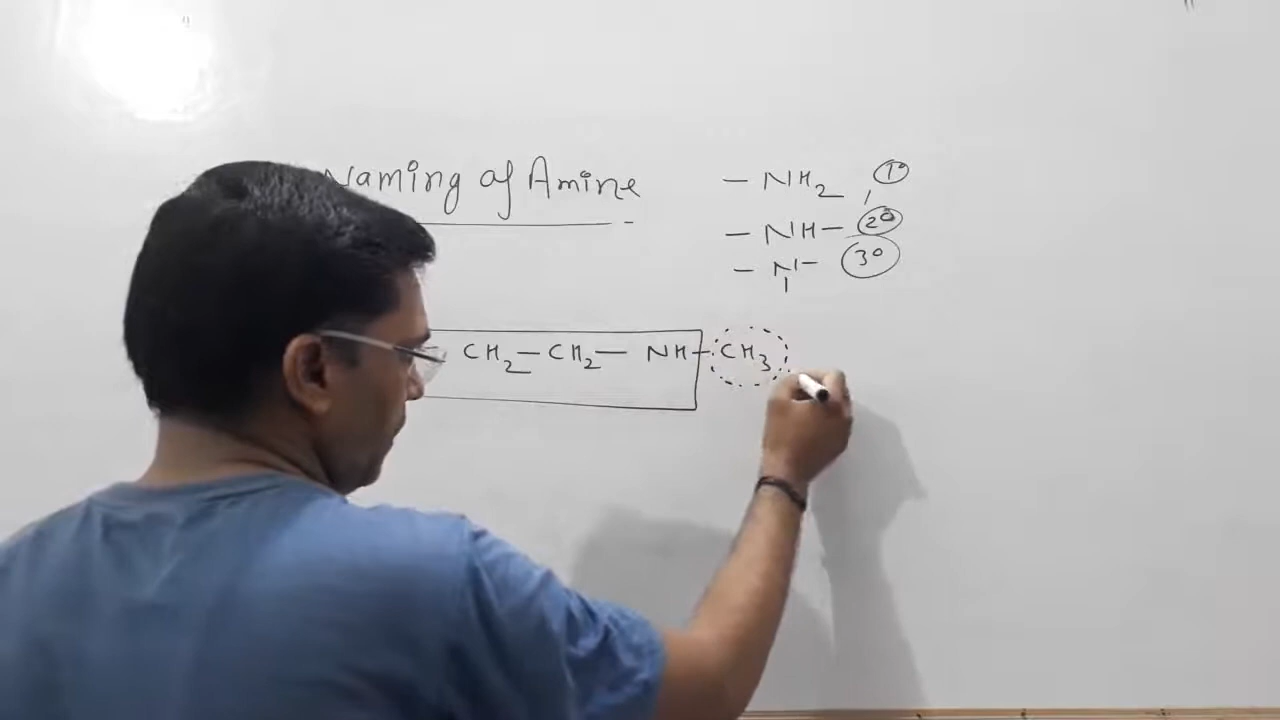 Naming of Amine
— NH2 1°
— NH — 2°
— N — 3°
— CH2 — CH2 — NH — CH3